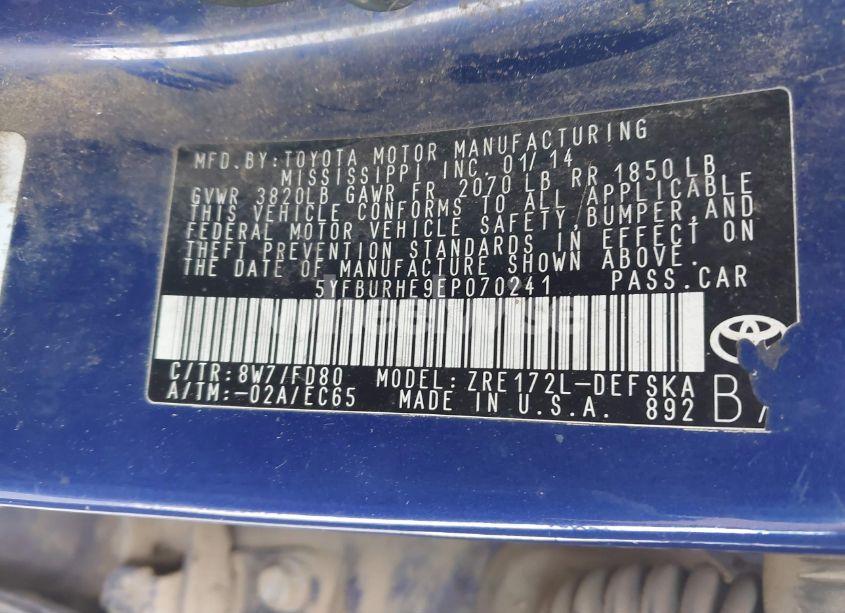 MFD.BY:TOYOTA MOTOR MANUFACTURING
MISSISSIPPI INC. 01/14
GVWR 3820LB GAWR FR 2070 LB RR 1850 LB
THIS VEHICLE CONFORMS TO ALL APPLICABLE
FEDERAL MOTOR VEHICLE SAFETY,BUMPER,AND
THEFT PREVENTION STANDARDS IN EFFECT ON
THE DATE OF MANUFACTURE SHOWN ABOVE.
5YFBURHE9EP070241 PASS.CAR
C/TR:8W7/FD80 MODEL:ZRE172L-DEFSKA
A/TM:-02A/EC65 MADE IN U.S.A. 892 B